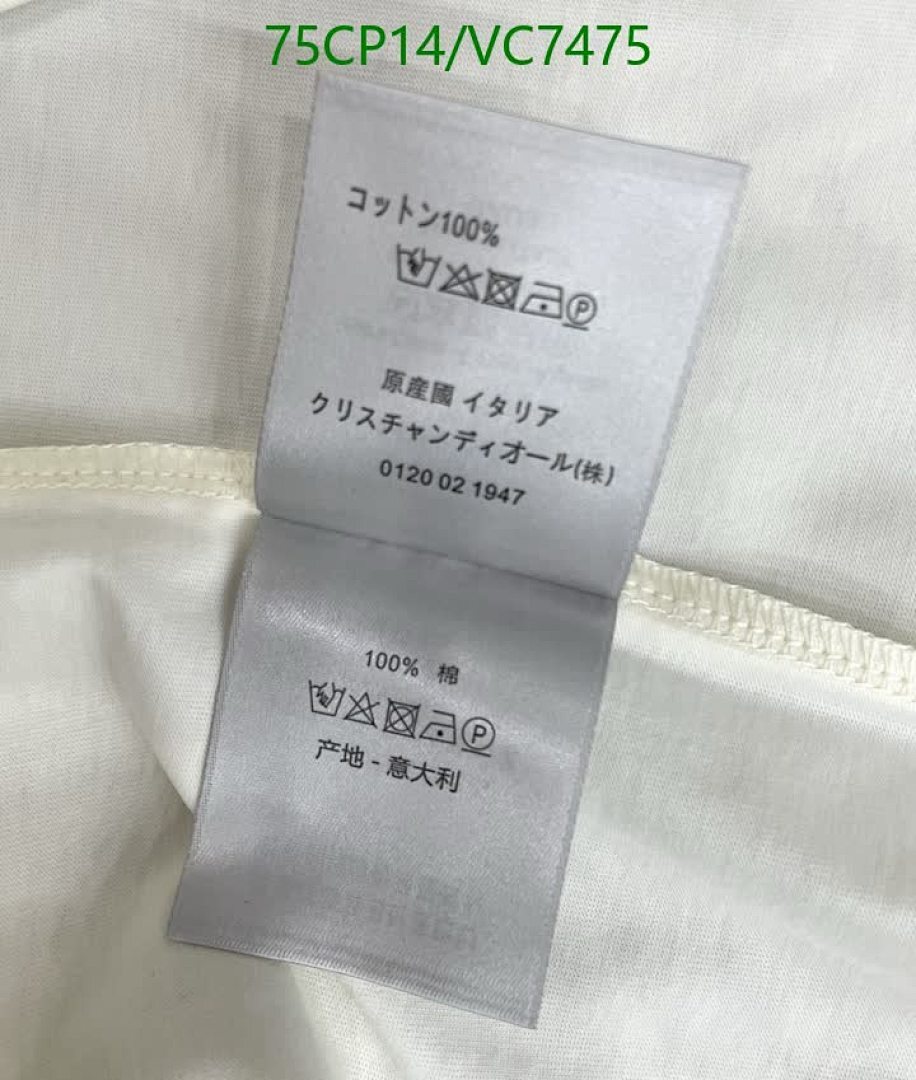 75CP14/VC7475
コットン100%
P
原産國 イタリア
クリスチャンディオール(株)
0120 02 1947
100% 棉
P
产地 - 意大利